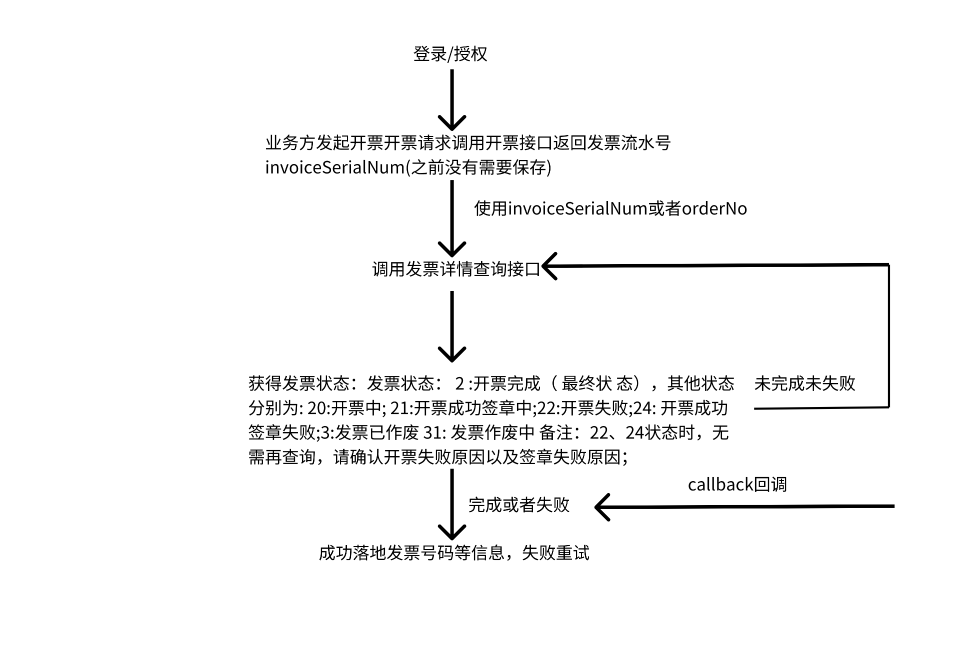 登录/授权
业务方发起开票开票请求调用开票接口返回发票流水号
invoiceSerialNum(之前没有需要保存)
使用invoiceSerialNum或者orderNo
调用发票详情查询接口
获得发票状态：发票状态： 2 :开票完成（ 最终状 态），其他状态
未完成未失败
分别为: 20:开票中; 21:开票成功签章中;22:开票失败;24: 开票成功
签章失败;3:发票已作废 31: 发票作废中 备注：22、24状态时，无
需再查询，请确认开票失败原因以及签章失败原因；
callback回调
完成或者失败
成功落地发票号码等信息，失败重试